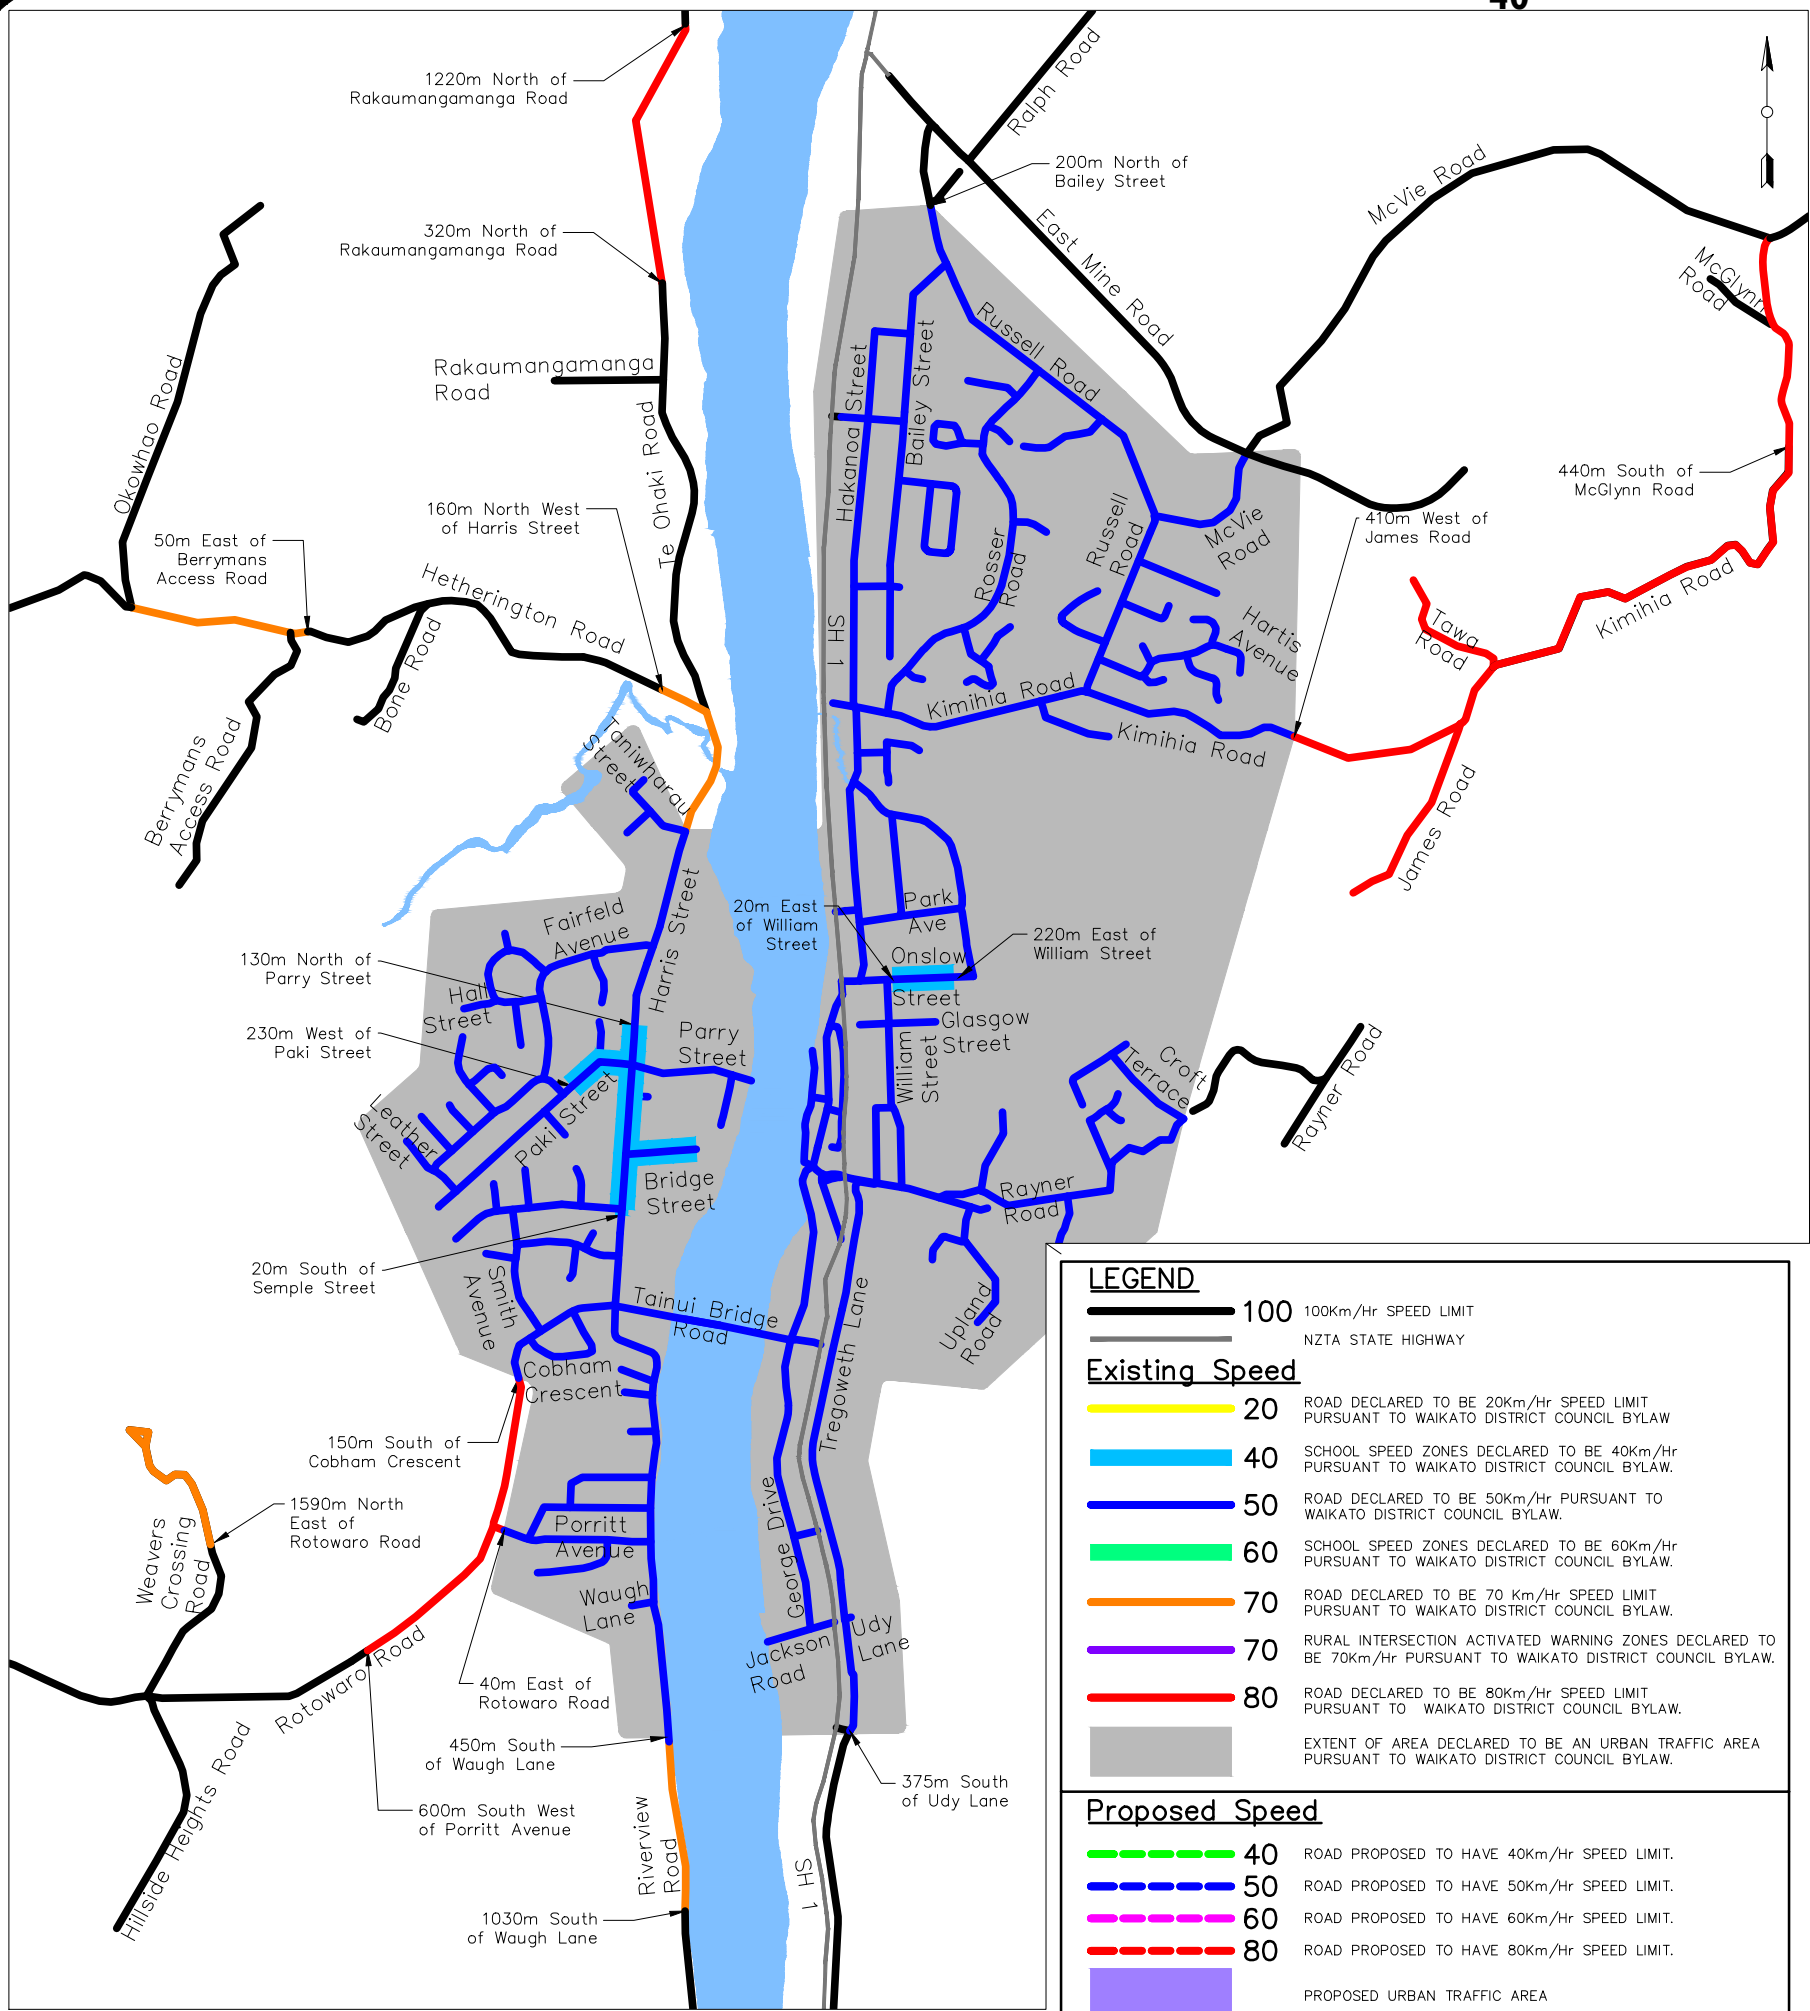 40
1220m North of
Rakaumangamanga Road
Ralph Road
200m North of
Bailey Street
McVie Road
320m North of
Rakaumangamanga Road
East Mine Road
McGlynn
Road
Russell Road
Rakaumangamanga
Road
Okowhao Road
Hakanoa Street
Bailey Street
Te Ohaki Road
440m South of
McGlynn Road
160m North West
of Harris Street
410m West of
James Road
50m East of
Berrymans
Access Road
Russell
Road
McVie
Road
Rosser
Road
Hetherington Road
Kimihia Road
SH 1
Hartis
Avenue
Tawa
Road
Bone Road
Kimihia Road
Kimihia Road
Taniwharau
Street
Berrymans
Access Road
James Road
Harris Street
Park
Ave
20m East
of William
Street
Fairfeld
Avenue
220m East of
William Street
Onslow
Street
130m North of
Parry Street
Hall
Street
Glasgow
Street
230m West of
Paki Street
Parry
Street
William
Street
Croft
Terrace
Rayner Road
Leather
Street
Paki Street
Bridge
Street
Rayner
Road
20m South of
Semple Street
Smith
Avenue
Tainui Bridge
Road
Tregoweth Lane
Upland
Road
Cobham
Crescent
150m South of
Cobham Crescent
1590m North
East of
Rotowaro Road
Weavers
Crossing
Road
Porritt
Avenue
George Drive
Waugh
Lane
Udy
Lane
Jackson
Road
Rotowaro Road
40m East of
Rotowaro Road
450m South
of Waugh Lane
375m South
of Udy Lane
600m South West
of Porritt Avenue
Hillside Heights Road
Riverview
Road
SH 1
1030m South
of Waugh Lane
LEGEND
100 100Km/Hr SPEED LIMIT
NZTA STATE HIGHWAY
Existing Speed
20 ROAD DECLARED TO BE 20Km/Hr SPEED LIMIT
PURSUANT TO WAIKATO DISTRICT COUNCIL BYLAW
40 SCHOOL SPEED ZONES DECLARED TO BE 40Km/Hr
PURSUANT TO WAIKATO DISTRICT COUNCIL BYLAW.
50 ROAD DECLARED TO BE 50Km/Hr PURSUANT TO
WAIKATO DISTRICT COUNCIL BYLAW.
60 SCHOOL SPEED ZONES DECLARED TO BE 60Km/Hr
PURSUANT TO WAIKATO DISTRICT COUNCIL BYLAW.
70 ROAD DECLARED TO BE 70 Km/Hr SPEED LIMIT
PURSUANT TO WAIKATO DISTRICT COUNCIL BYLAW.
70 RURAL INTERSECTION ACTIVATED WARNING ZONES DECLARED TO
BE 70Km/Hr PURSUANT TO WAIKATO DISTRICT COUNCIL BYLAW.
80 ROAD DECLARED TO BE 80Km/Hr SPEED LIMIT
PURSUANT TO WAIKATO DISTRICT COUNCIL BYLAW.
EXTENT OF AREA DECLARED TO BE AN URBAN TRAFFIC AREA
PURSUANT TO WAIKATO DISTRICT COUNCIL BYLAW.
Proposed Speed
40 ROAD PROPOSED TO HAVE 40Km/Hr SPEED LIMIT.
50 ROAD PROPOSED TO HAVE 50Km/Hr SPEED LIMIT.
60 ROAD PROPOSED TO HAVE 60Km/Hr SPEED LIMIT.
80 ROAD PROPOSED TO HAVE 80Km/Hr SPEED LIMIT.
PROPOSED URBAN TRAFFIC AREA